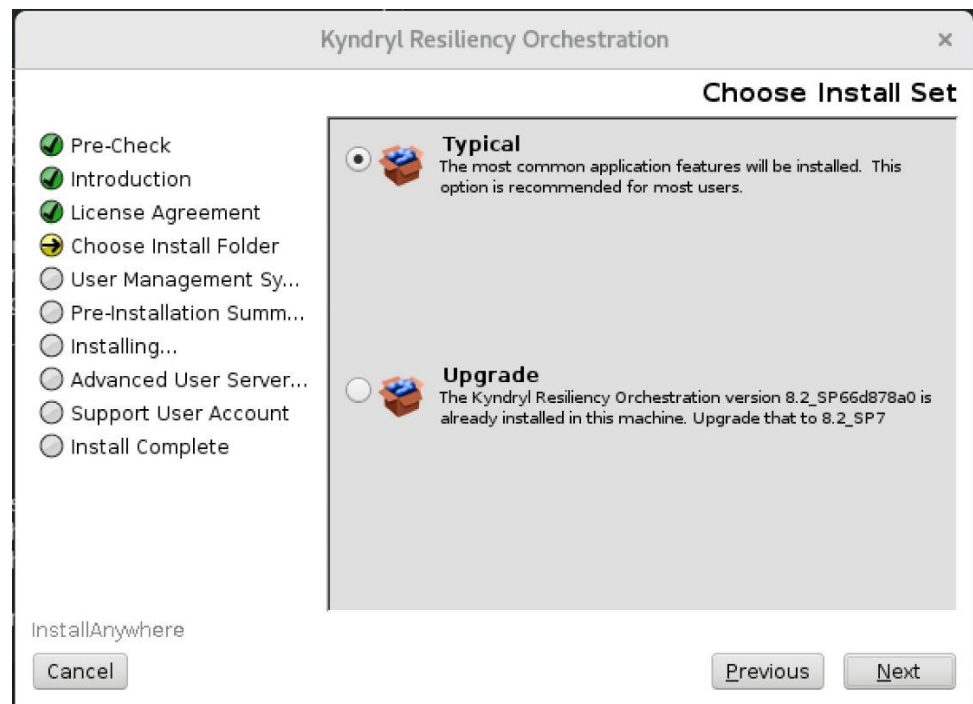 Kyndryl Resiliency Orchestration
Choose Install Set
Pre-Check
Introduction
License Agreement
Choose Install Folder
User Management Sy...
Pre-Installation Summ...
Installing...
Advanced User Server...
Support User Account
Install Complete
Typical
The most common application features will be installed. This
option is recommended for most users.
Upgrade
The Kyndryl Resiliency Orchestration version 8.2_SP66d878a0 is
already installed in this machine. Upgrade that to 8.2_SP7
InstallAnywhere
Cancel
Previous
Next